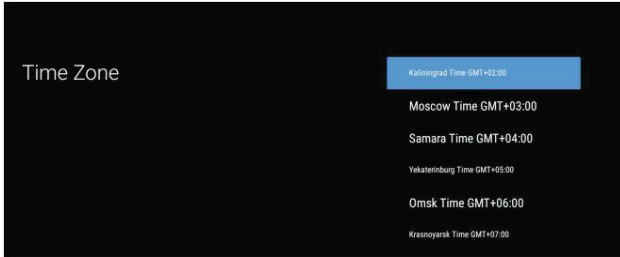 Time Zone
Kaliningrad Time GMT+02:00
Moscow Time GMT+03:00
Samara Time GMT+04:00
Yekaterinburg Time GMT+05:00
Omsk Time GMT+06:00
Krasnoyarsk Time GMT+07:00